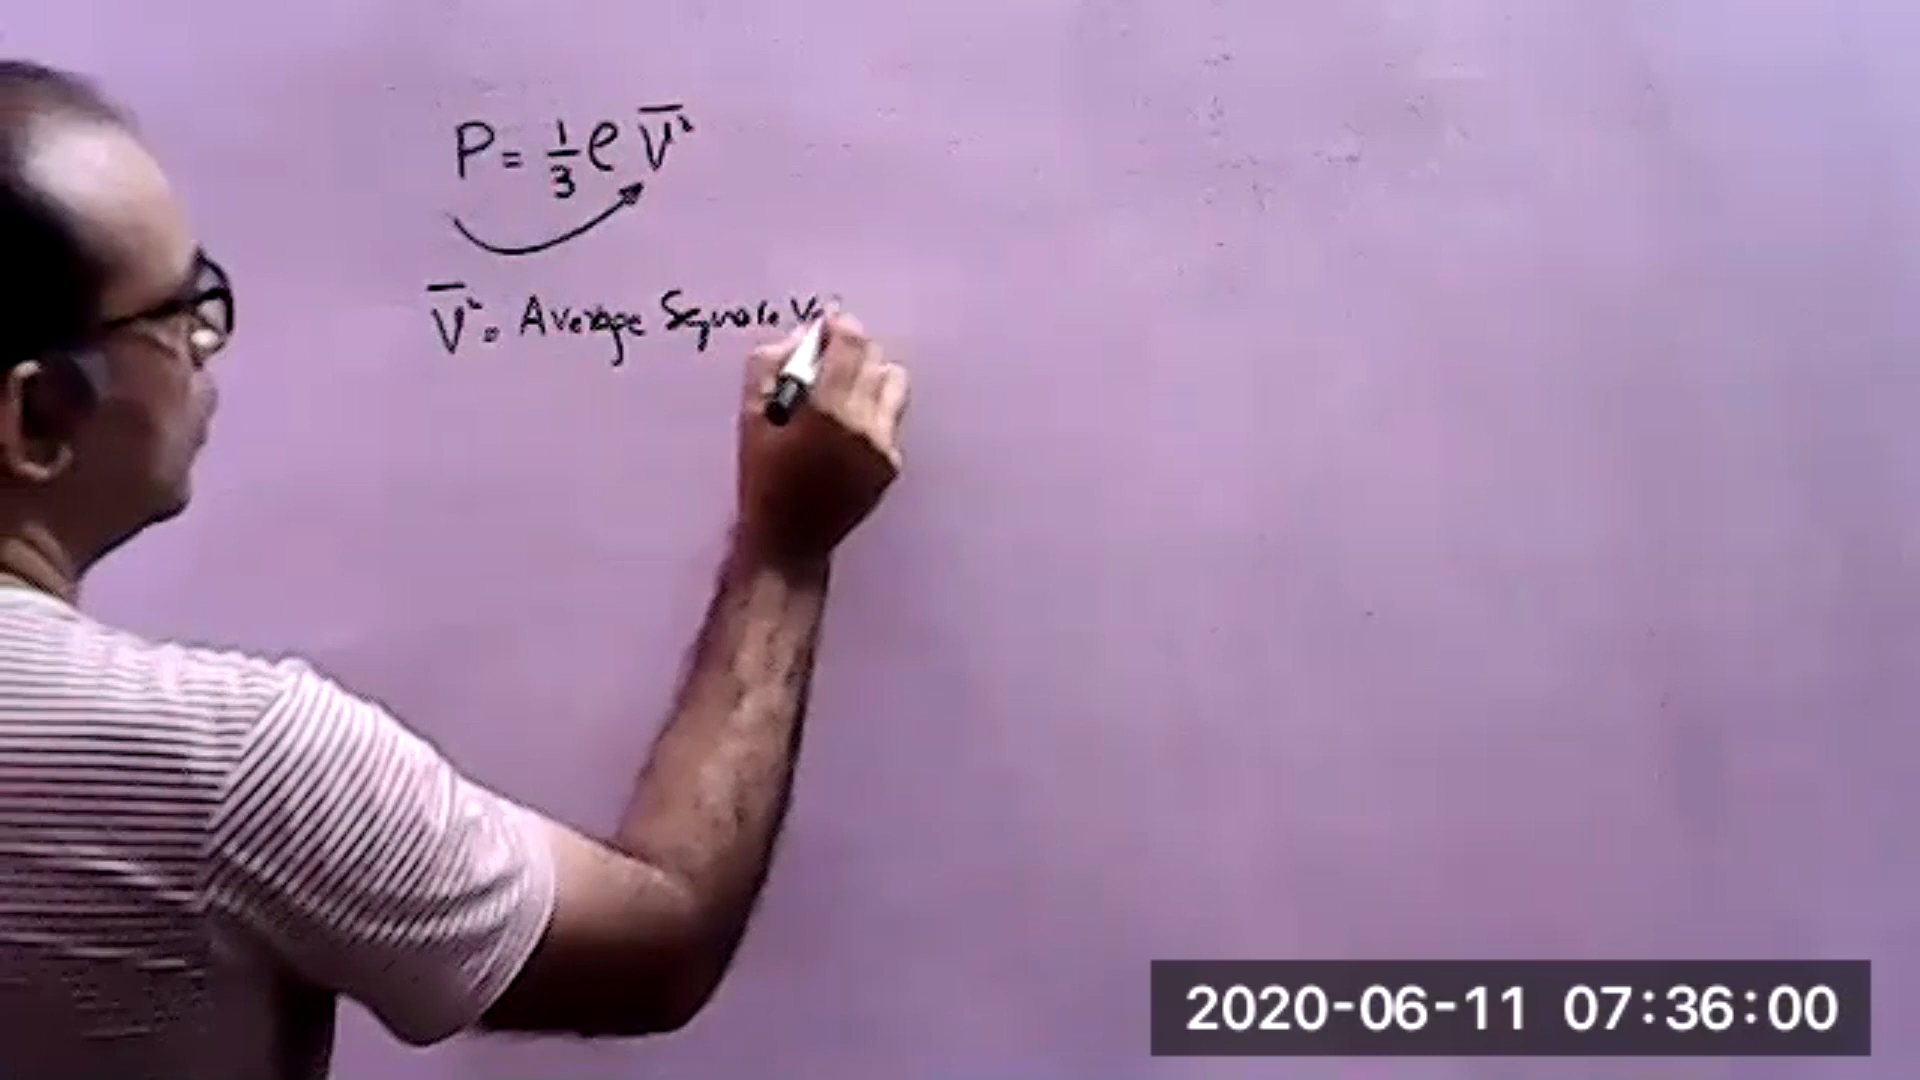 P = 1/3 ρ V̅²
V̅² = Average Square
2020-06-11 07:36:00